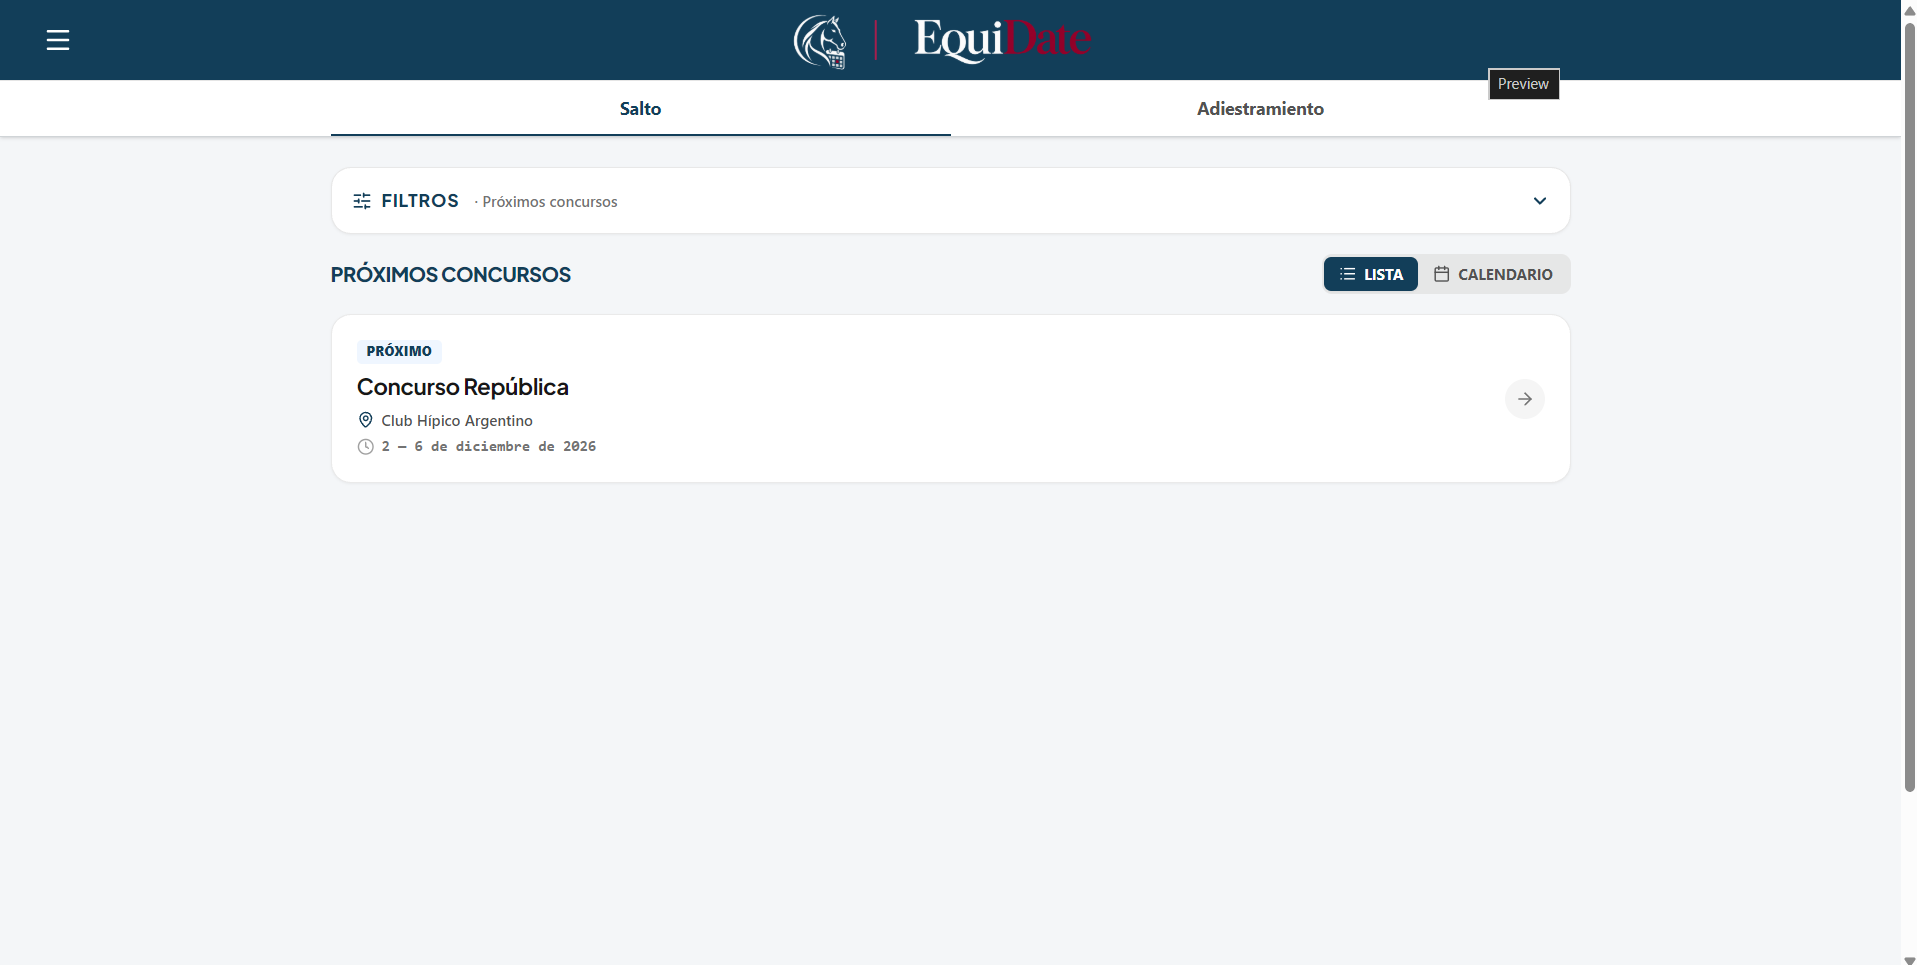 EquiDate
Preview
Salto
Adiestramiento
FILTROS · Próximos concursos
PRÓXIMOS CONCURSOS
LISTA
CALENDARIO
PRÓXIMO
Concurso República
Club Hípico Argentino
2 – 6 de diciembre de 2026